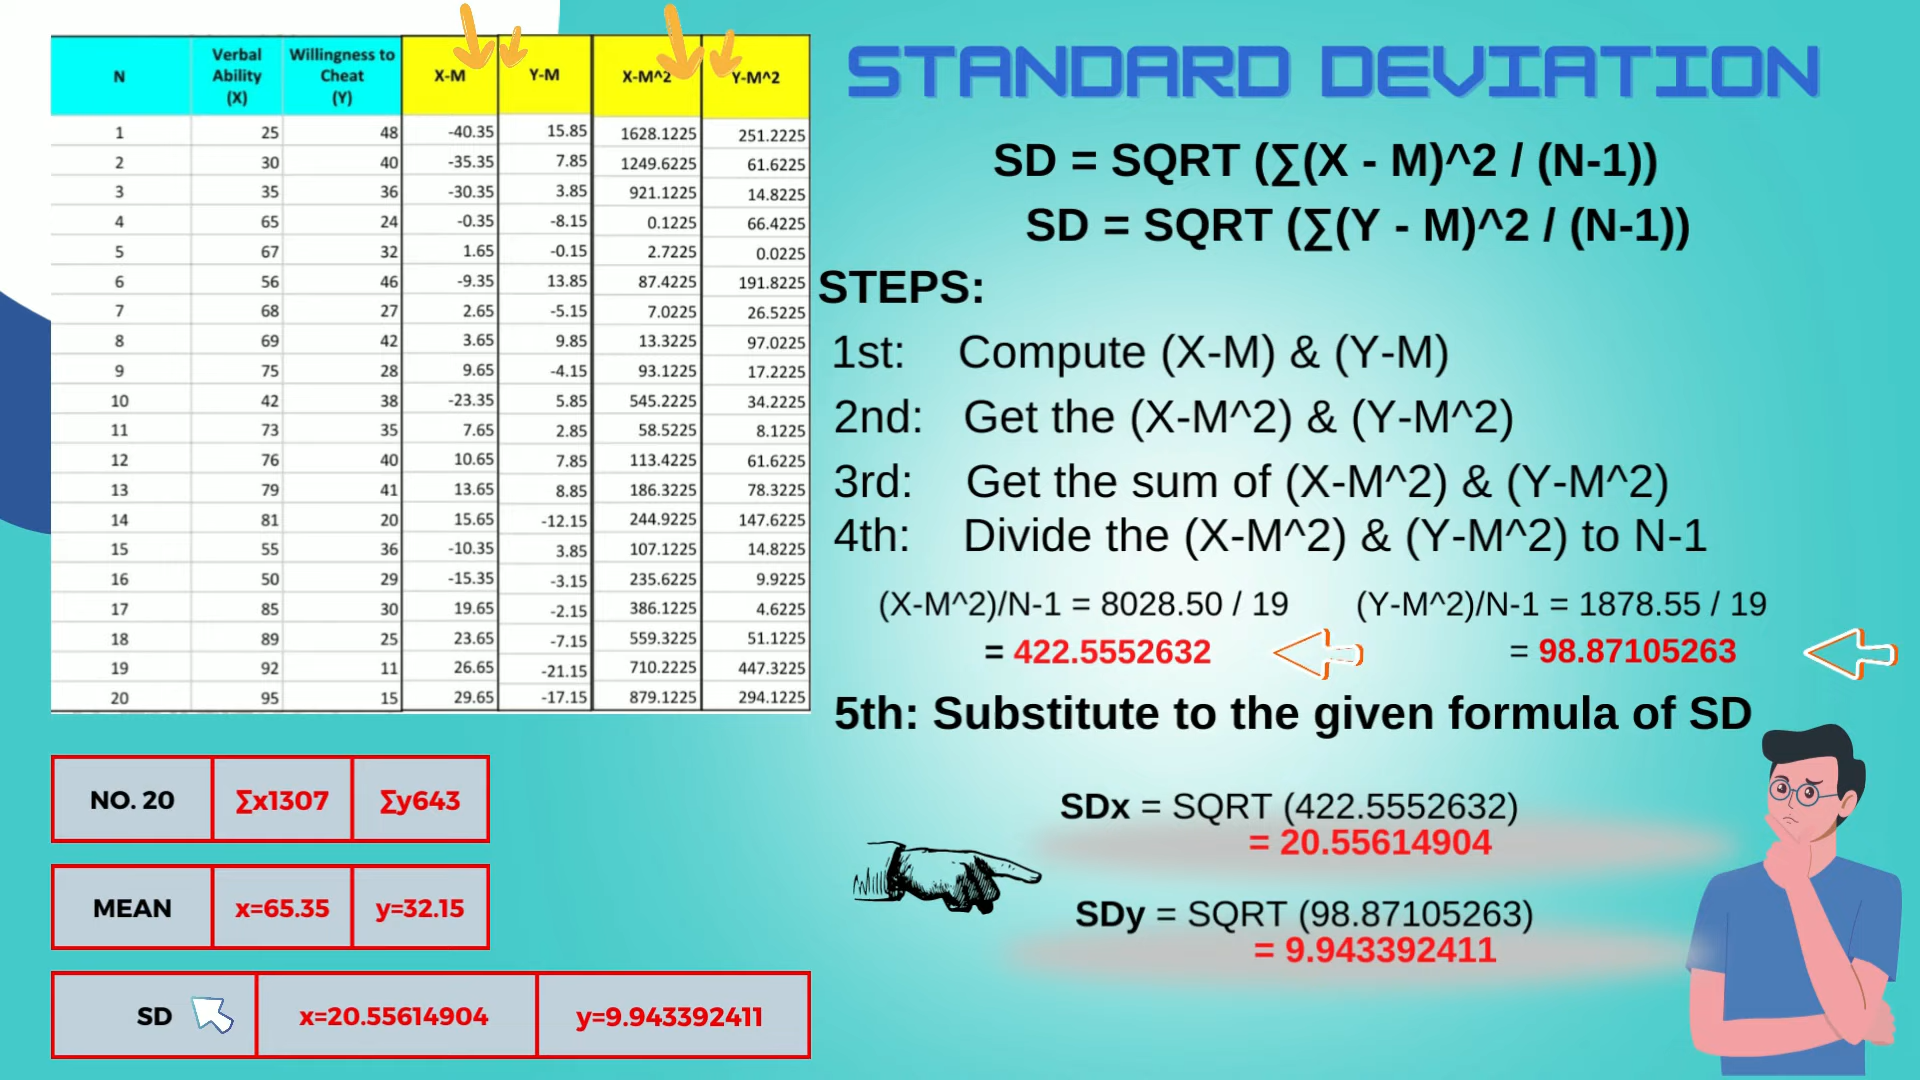 N Verbal Ability (X) Willingness to Cheat (Y) X-M Y-M X-M^2 Y-M^2
1 25 48 -40.35 15.85 1628.1225 251.2225
2 30 40 -35.35 7.85 1249.6225 61.6225
3 35 36 -30.35 3.85 921.1225 14.8225
4 65 24 -0.35 -8.15 0.1225 66.4225
5 67 32 1.65 -0.15 2.7225 0.0225
6 56 46 -9.35 13.85 87.4225 191.8225
7 68 27 2.65 -5.15 7.0225 26.5225
8 69 42 3.65 9.85 13.3225 97.0225
9 75 28 9.65 -4.15 93.1225 17.2225
10 42 38 -23.35 5.85 545.2225 34.2225
11 73 35 7.65 2.85 58.5225 8.1225
12 76 40 10.65 7.85 113.4225 61.6225
13 79 41 13.65 8.85 186.3225 78.3225
14 81 20 15.65 -12.15 244.9225 147.6225
15 55 36 -10.35 3.85 107.1225 14.8225
16 50 29 -15.35 -3.15 235.6225 9.9225
17 85 30 19.65 -2.15 386.1225 4.6225
18 89 25 23.65 -7.15 559.3225 51.1225
19 92 11 26.65 -21.15 710.2225 447.3225
20 95 15 29.65 -17.15 879.1225 294.1225
NO. 20 ∑x1307 ∑y643
MEAN x=65.35 y=32.15
SD x=20.55614904 y=9.943392411
STANDARD DEVIATION
SD = SQRT (∑(X - M)^2 / (N-1))
SD = SQRT (∑(Y - M)^2 / (N-1))
STEPS:
1st: Compute (X-M) & (Y-M)
2nd: Get the (X-M^2) & (Y-M^2)
3rd: Get the sum of (X-M^2) & (Y-M^2)
4th: Divide the (X-M^2) & (Y-M^2) to N-1
(X-M^2)/N-1 = 8028.50 / 19 (Y-M^2)/N-1 = 1878.55 / 19
= 422.5552632 = 98.87105263
5th: Substitute to the given formula of SD
SDx = SQRT (422.5552632)
= 20.55614904
SDy = SQRT (98.87105263)
= 9.943392411